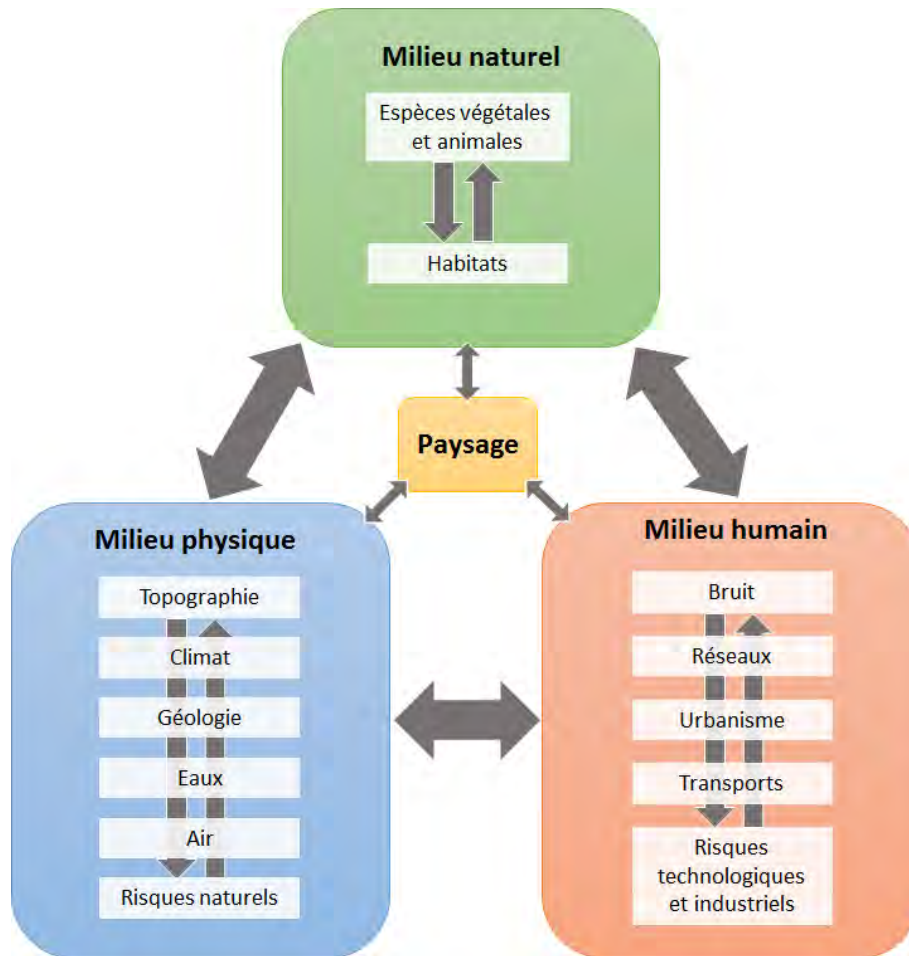 Milieu naturel
Espèces végétales
et animales
Habitats
Paysage
Milieu physique
Topographie
Climat
Géologie
Eaux
Air
Risques naturels
Milieu humain
Bruit
Réseaux
Urbanisme
Transports
Risques
technologiques
et industriels